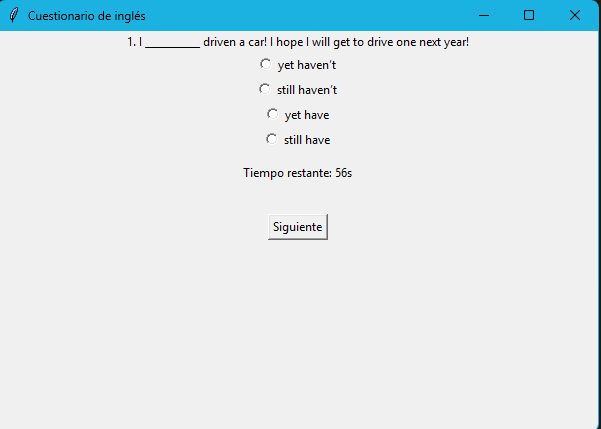 Cuestionario de inglés
1. I _________ driven a car! I hope I will get to drive one next year!
yet haven't
still haven't
yet have
still have
Tiempo restante: 56s
Siguiente